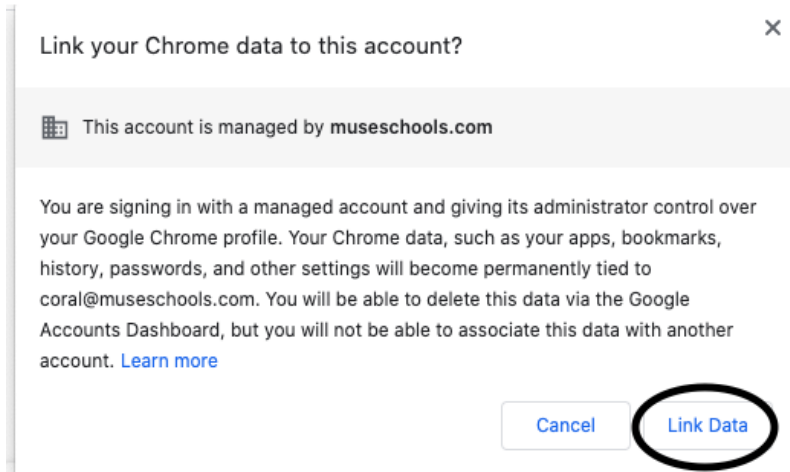 Link your Chrome data to this account?
This account is managed by museschools.com
You are signing in with a managed account and giving its administrator control over
your Google Chrome profile. Your Chrome data, such as your apps, bookmarks,
history, passwords, and other settings will become permanently tied to
coral@museschools.com. You will be able to delete this data via the Google
Accounts Dashboard, but you will not be able to associate this data with another
account. Learn more
Cancel Link Data